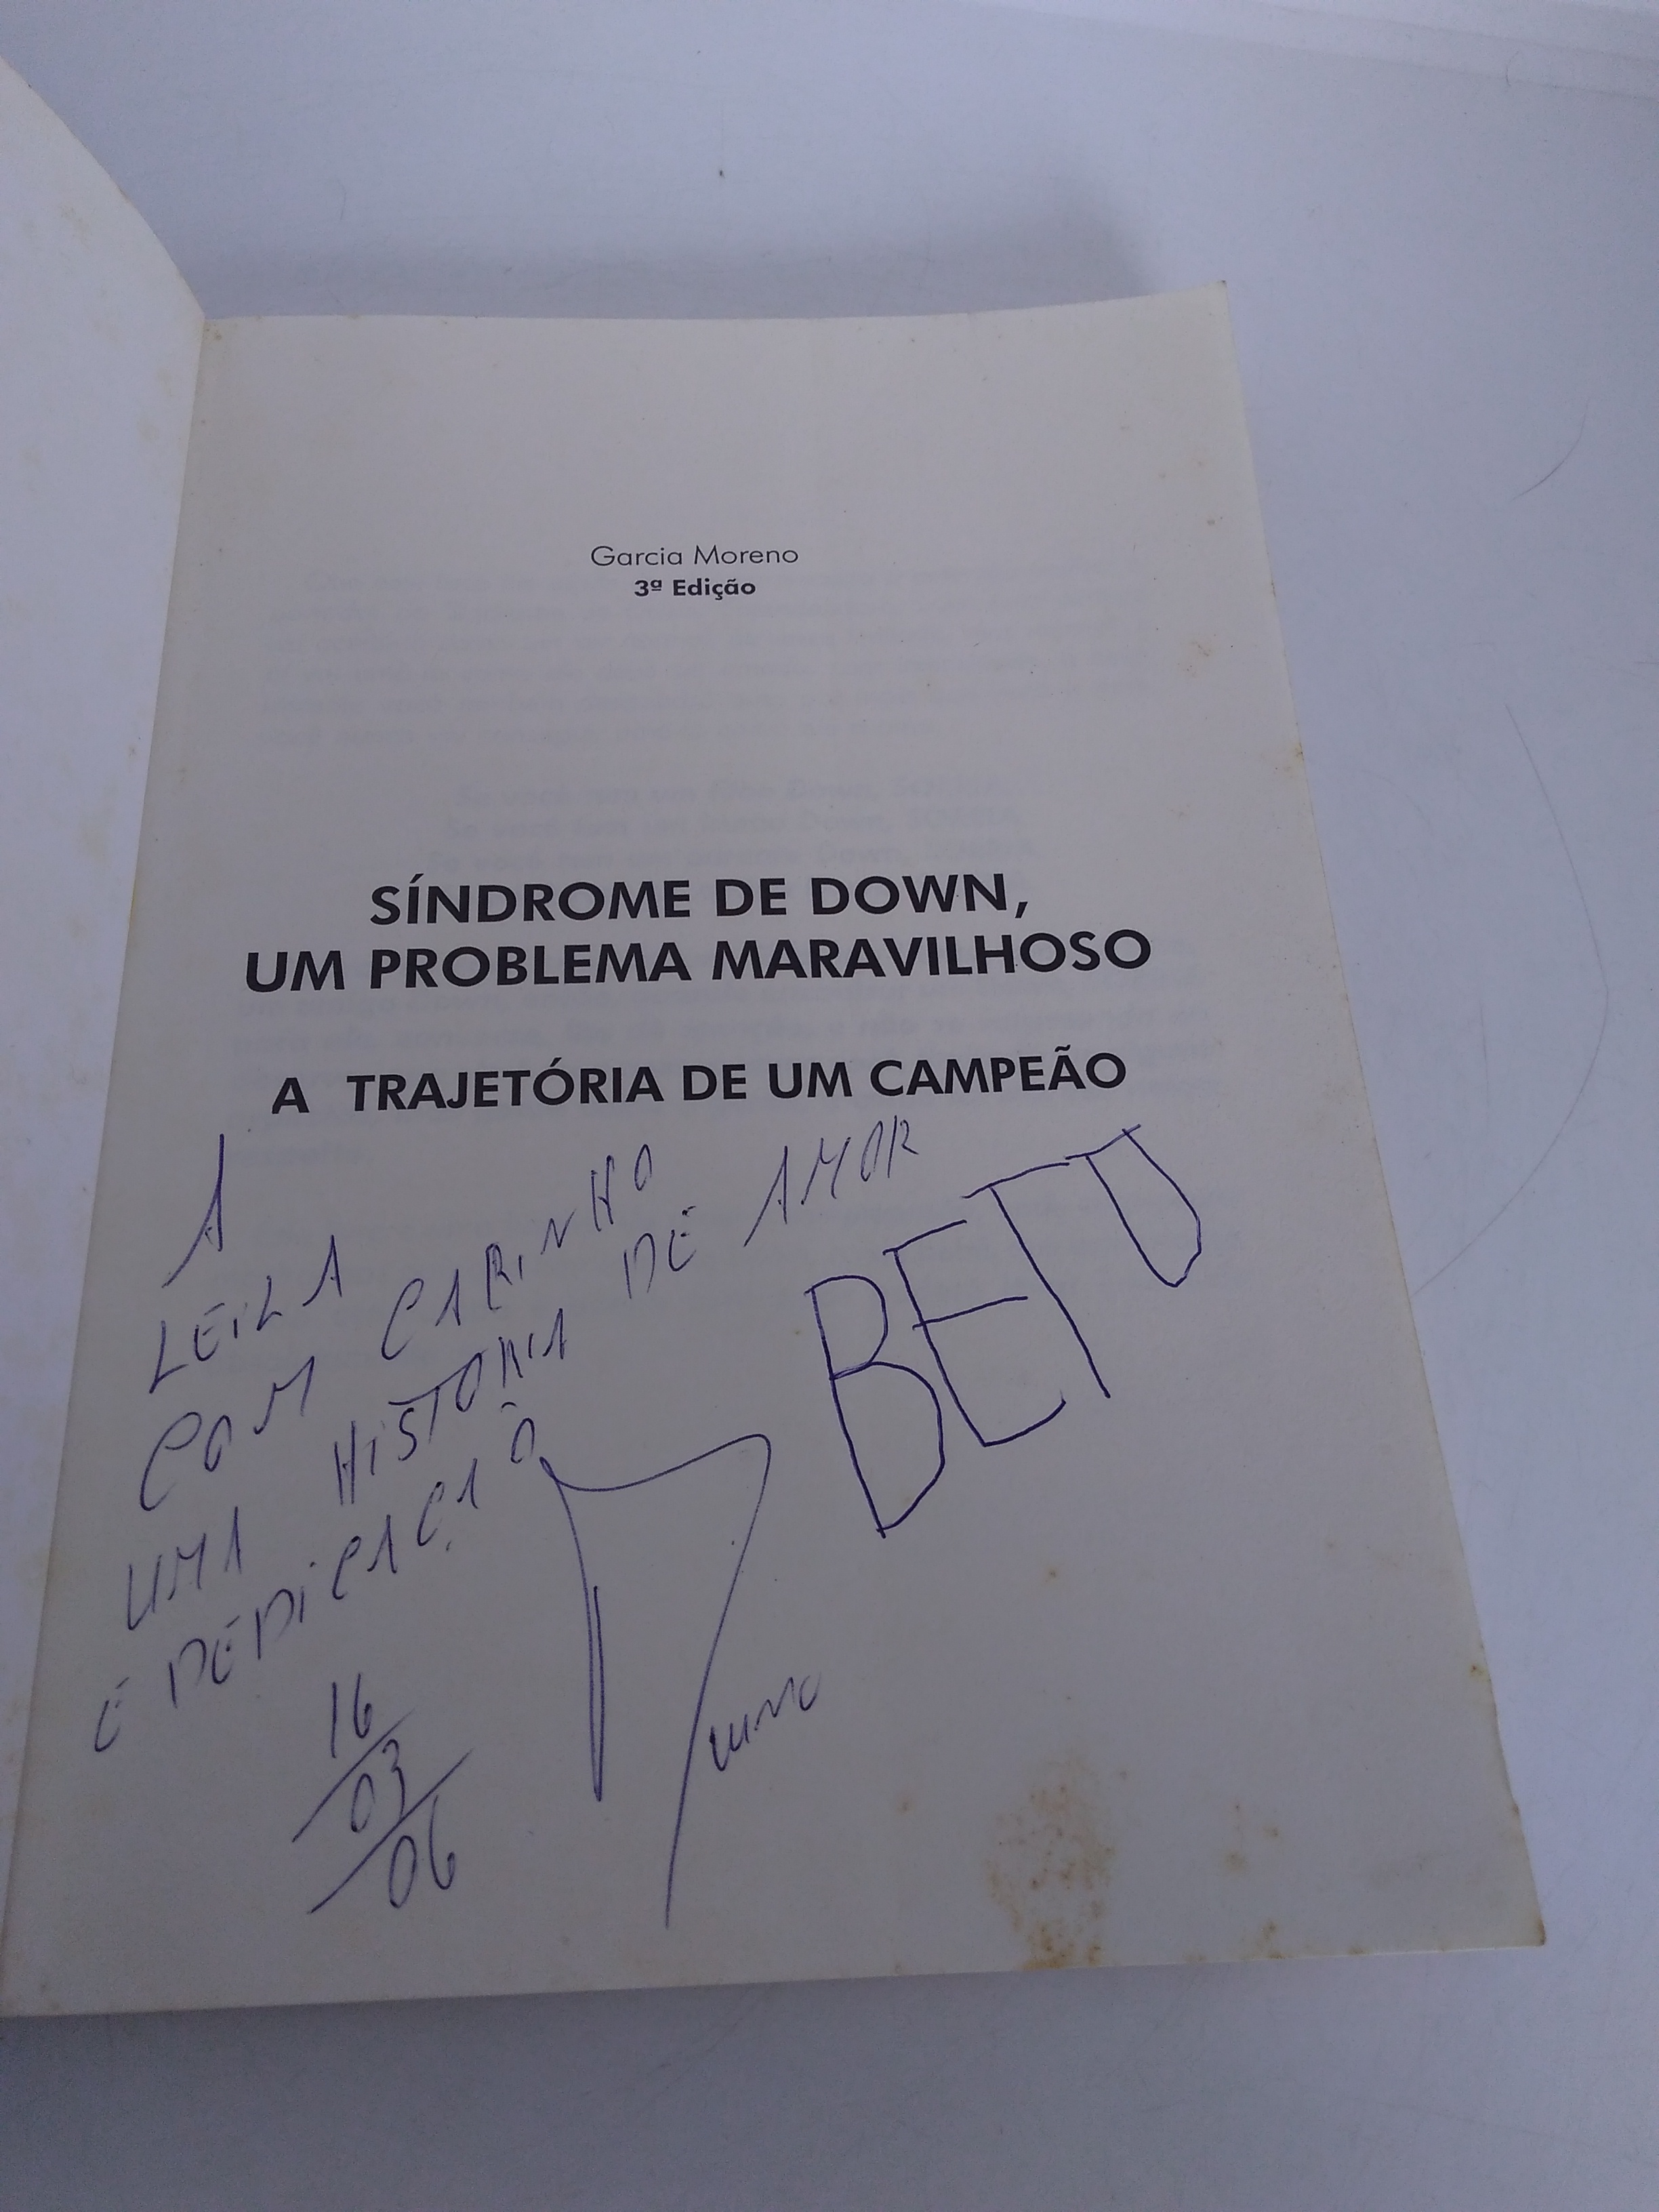 Garcia Moreno
3ª Edição
SÍNDROME DE DOWN,
UM PROBLEMA MARAVILHOSO
A TRAJETÓRIA DE UM CAMPEÃO
A
LEILA
COM CARINHO
UMA HISTÓRIA DE AMOR
E DEDICAÇÃO
BETO
16
03
06